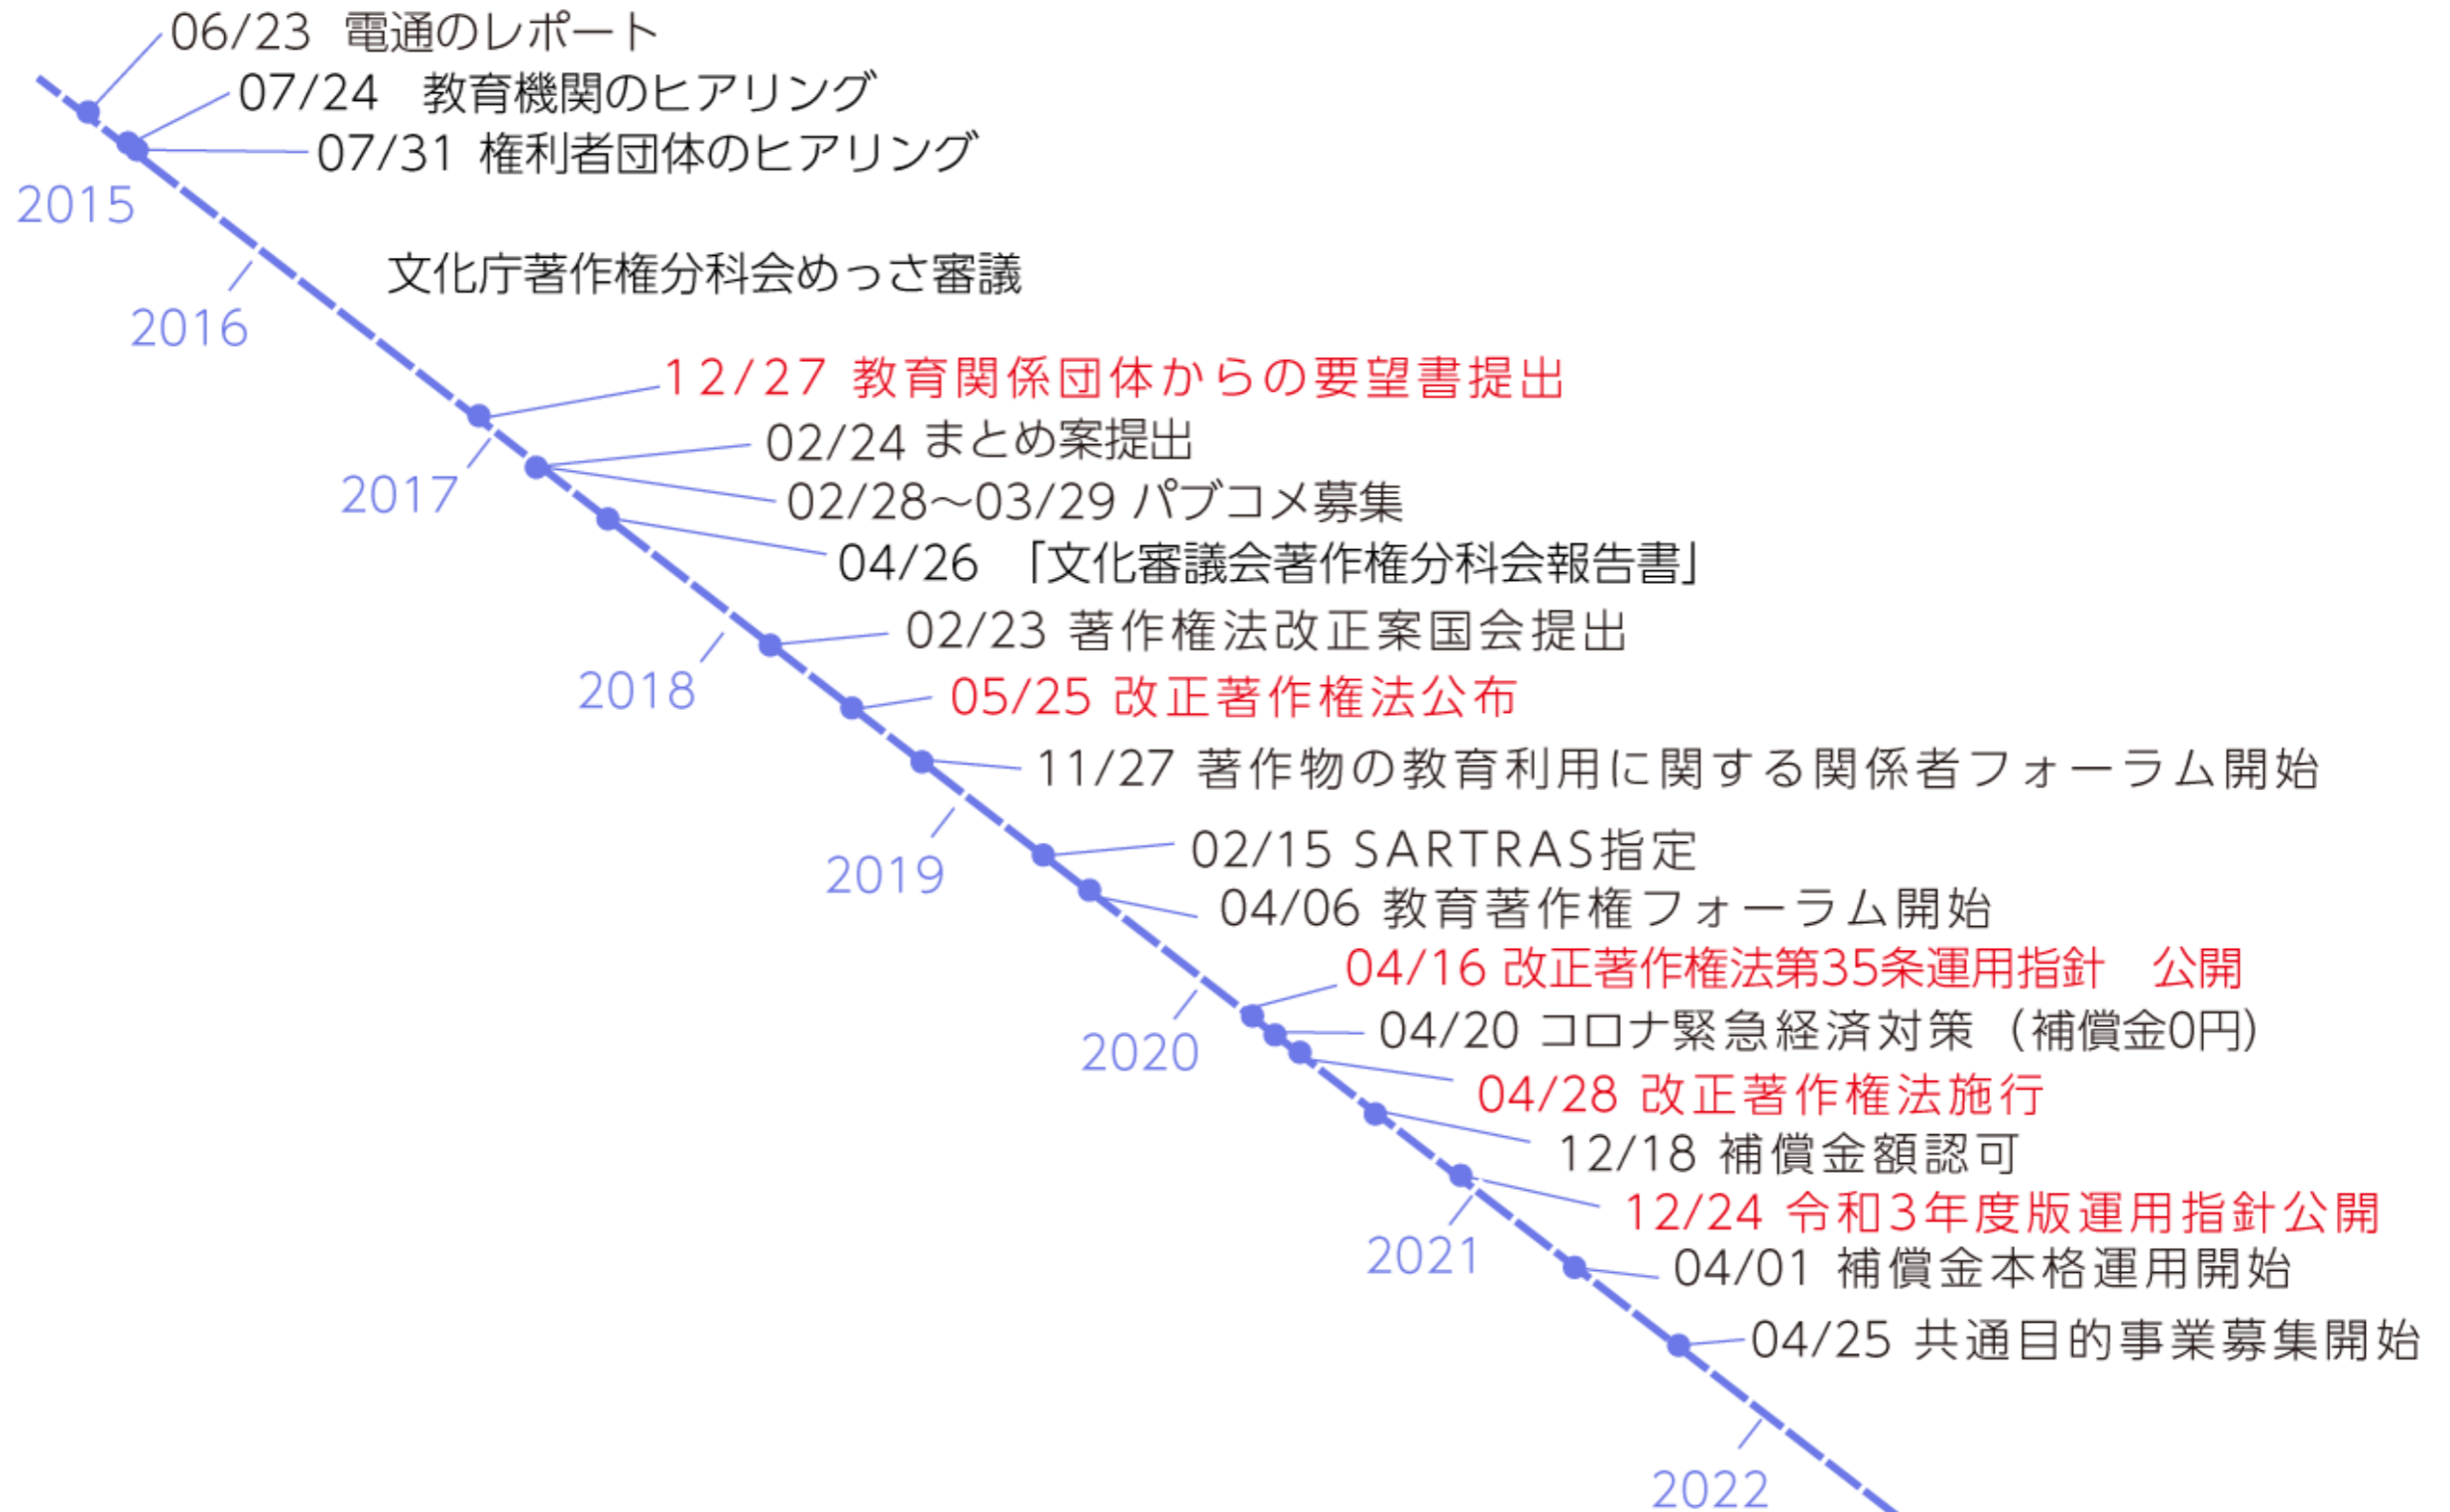 06/23 電通のレポート
07/24 教育機関のヒアリング
07/31 権利者団体のヒアリング
2015
文化庁著作権分科会めっさ審議
2016
12/27 教育関係団体からの要望書提出
02/24 まとめ案提出
2017
02/28〜03/29 パブコメ募集
04/26 「文化審議会著作権分科会報告書」
02/23 著作権法改正案国会提出
2018
05/25 改正著作権法公布
11/27 著作物の教育利用に関する関係者フォーラム開始
02/15 SARTRAS指定
2019
04/06 教育著作権フォーラム開始
04/16 改正著作権法第35条運用指針　公開
04/20 コロナ緊急経済対策（補償金0円）
2020
04/28 改正著作権法施行
12/18 補償金額認可
12/24 令和3年度版運用指針公開
2021
04/01 補償金本格運用開始
04/25 共通目的事業募集開始
2022